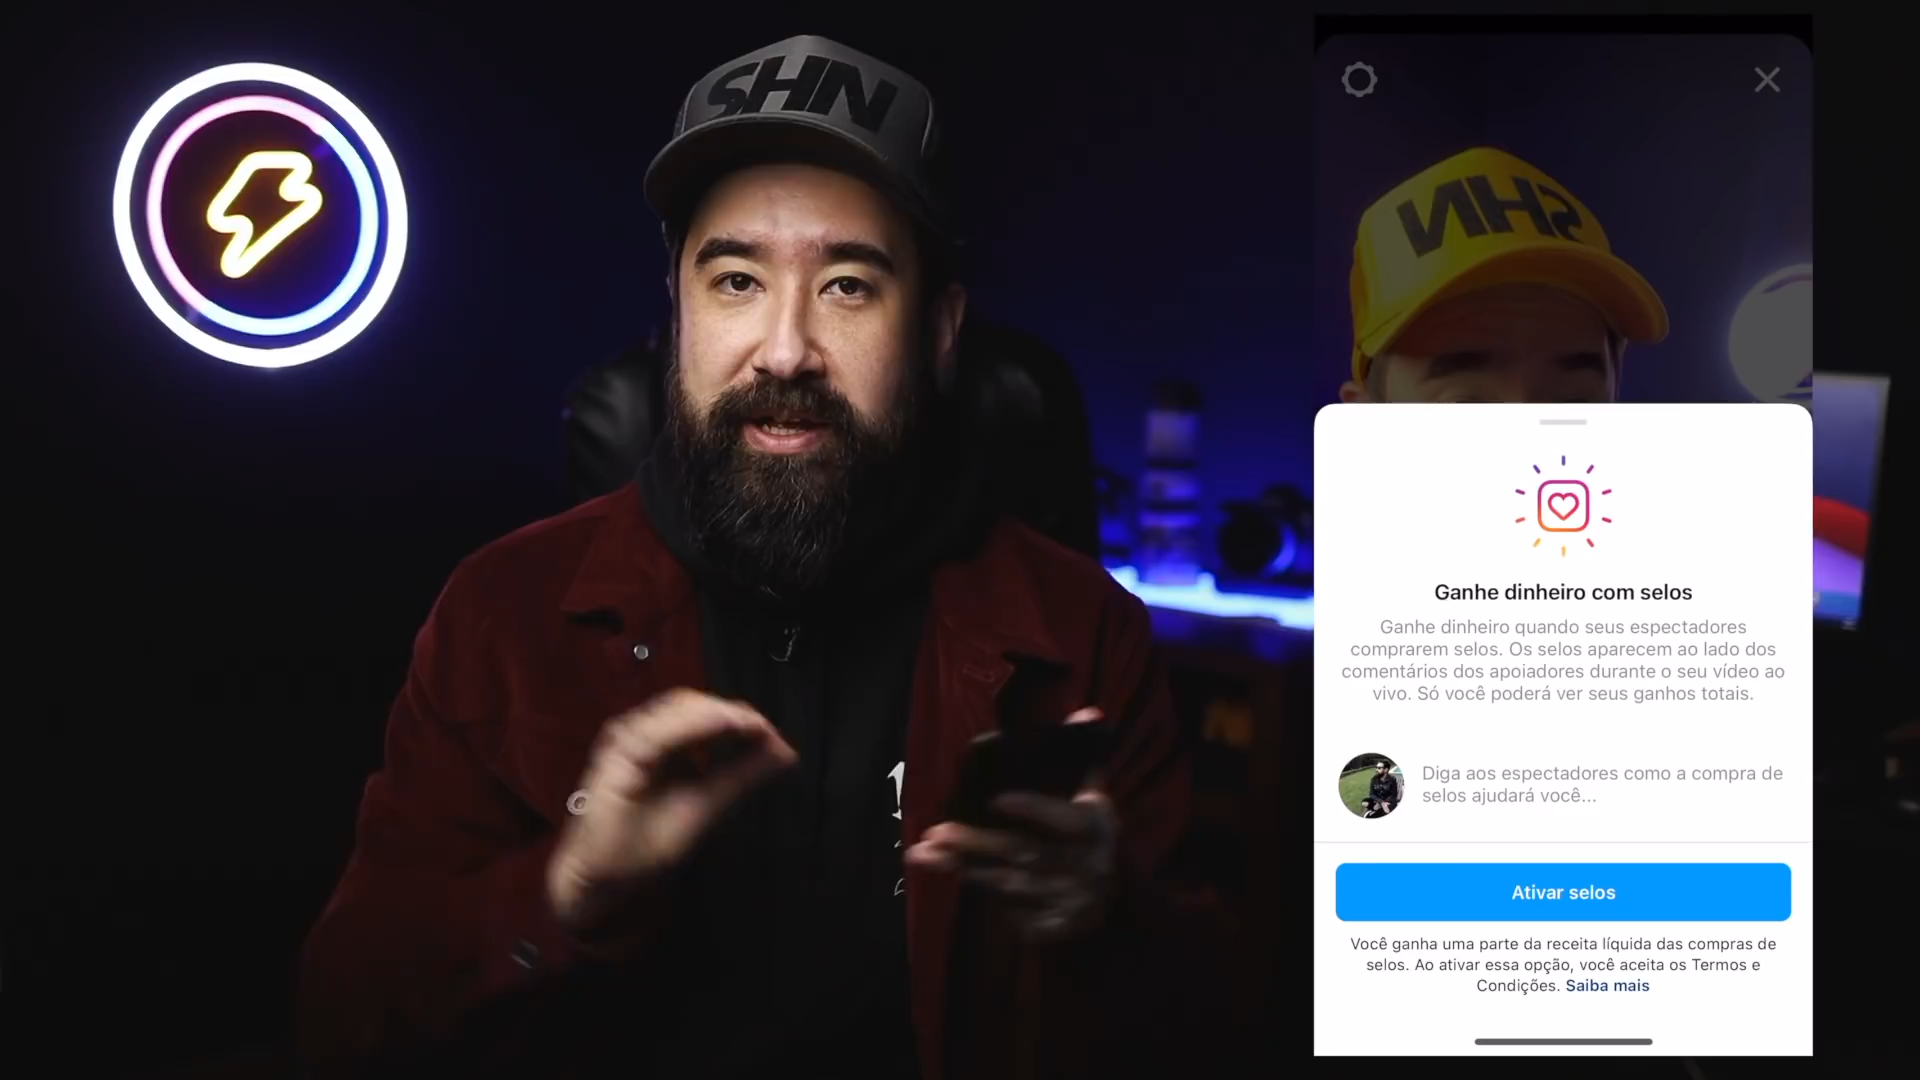 SHN
SHN
Ganhe dinheiro com selos
Ganhe dinheiro quando seus espectadores
comprarem selos. Os selos aparecem ao lado dos
comentários dos apoiadores durante o seu vídeo ao
vivo. Só você poderá ver seus ganhos totais.
Diga aos espectadores como a compra de
selos ajudará você...
Ativar selos
Você ganha uma parte da receita líquida das compras de
selos. Ao ativar essa opção, você aceita os Termos e
Condições. Saiba mais